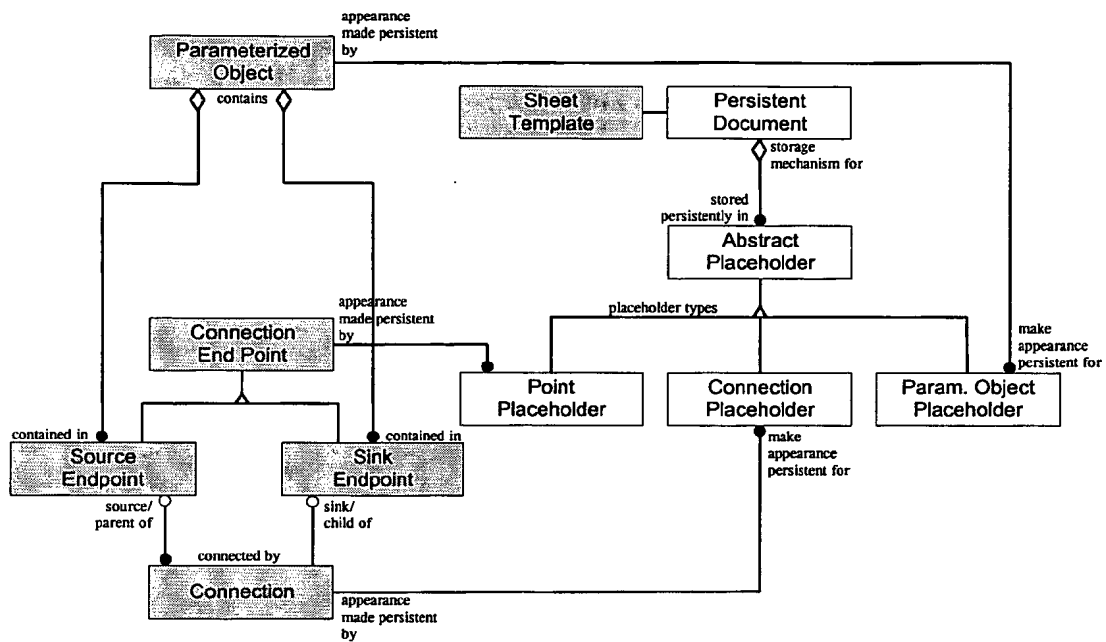 appearance
made persistent
by
Parameterized
Object
contains
Sheet
Template
Persistent
Document
storage
mechanism for
stored
persistently in
Abstract
Placeholder
placeholder types
appearance
made persistent
by
Connection
End Point
make
appearance
persistent for
Point
Placeholder
Connection
Placeholder
Param. Object
Placeholder
contained in
contained in
Source
Endpoint
Sink
Endpoint
make
appearance
persistent for
source/
parent of
sink/
child of
connected by
Connection
appearance
made persistent
by